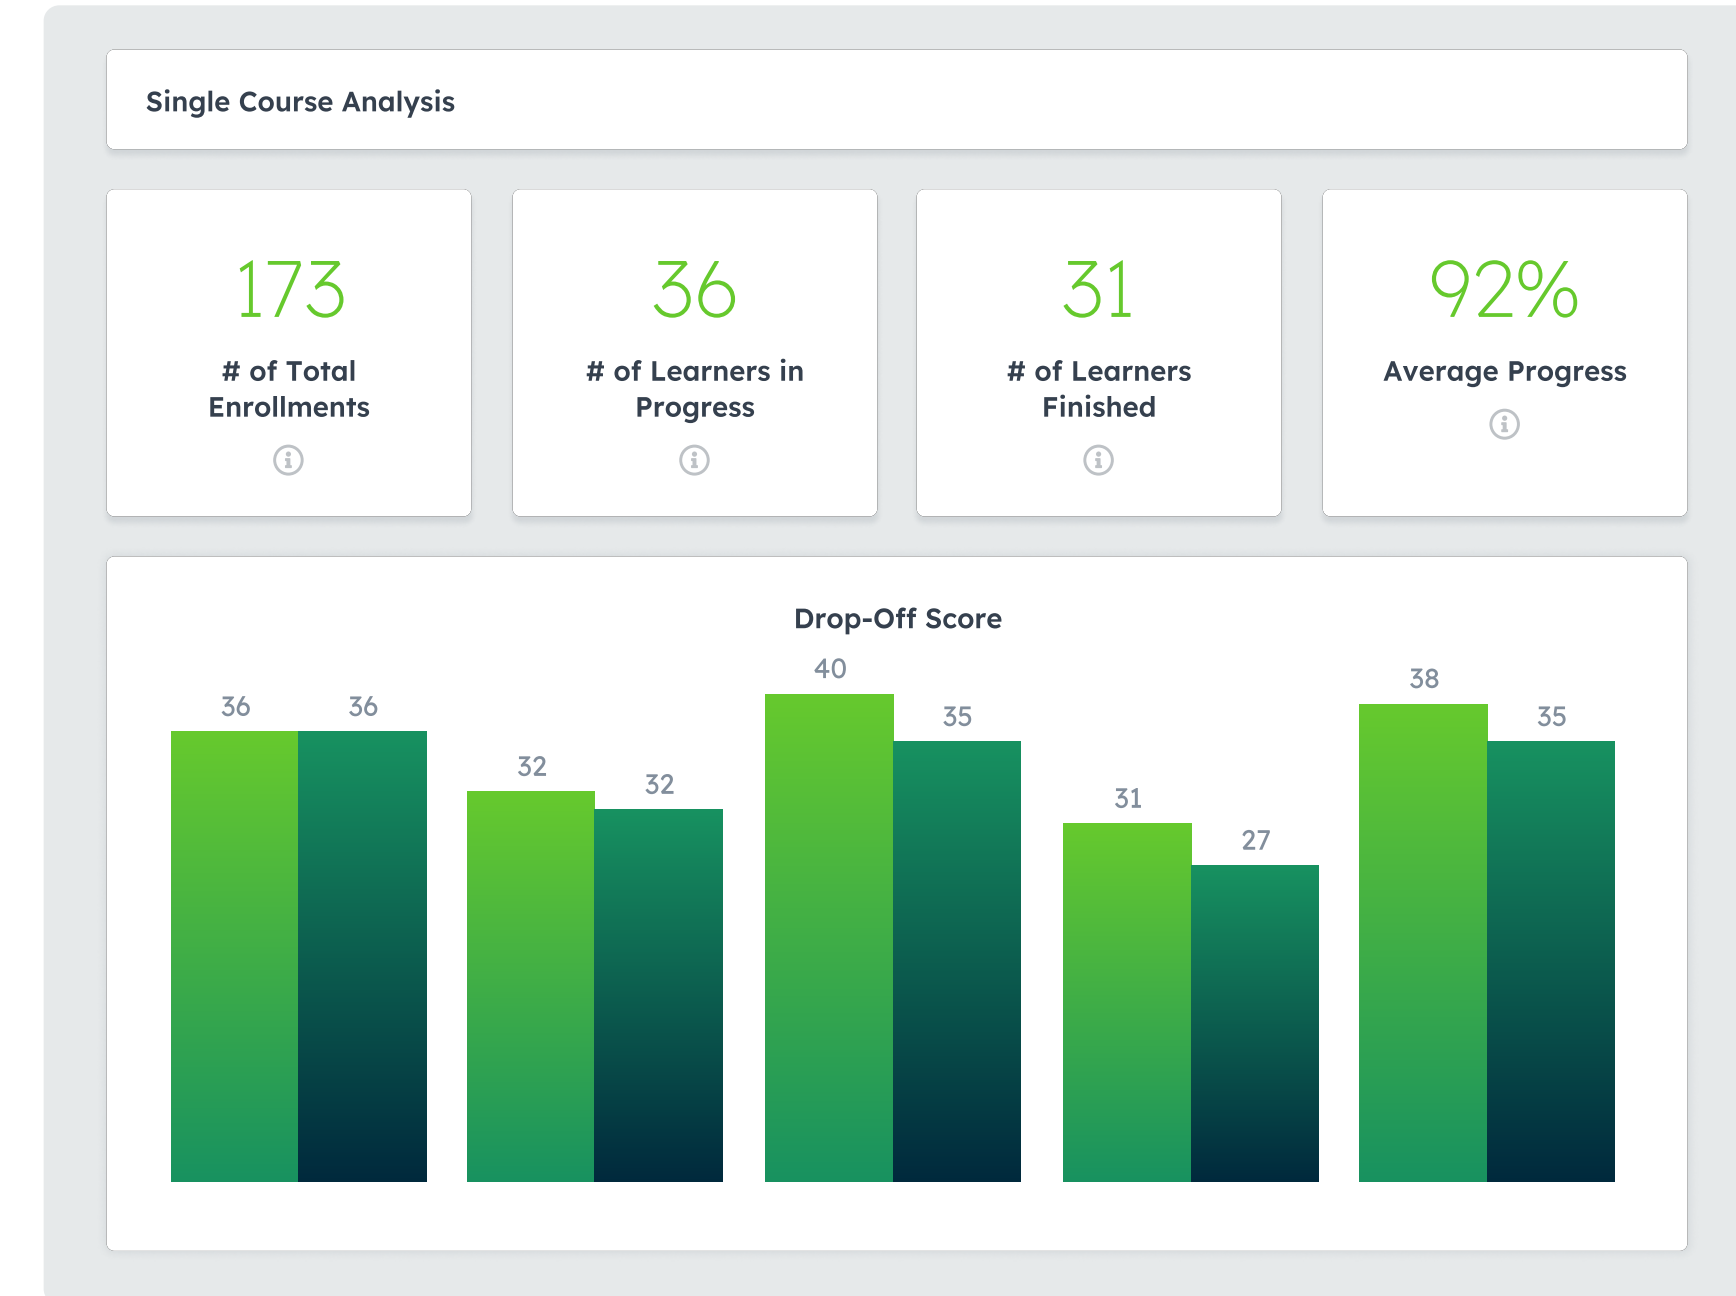 Single Course Analysis
173
# of Total
Enrollments
36
# of Learners in
Progress
31
# of Learners
Finished
92%
Average Progress
Drop-Off Score
36
36
32
32
40
35
31
27
38
35